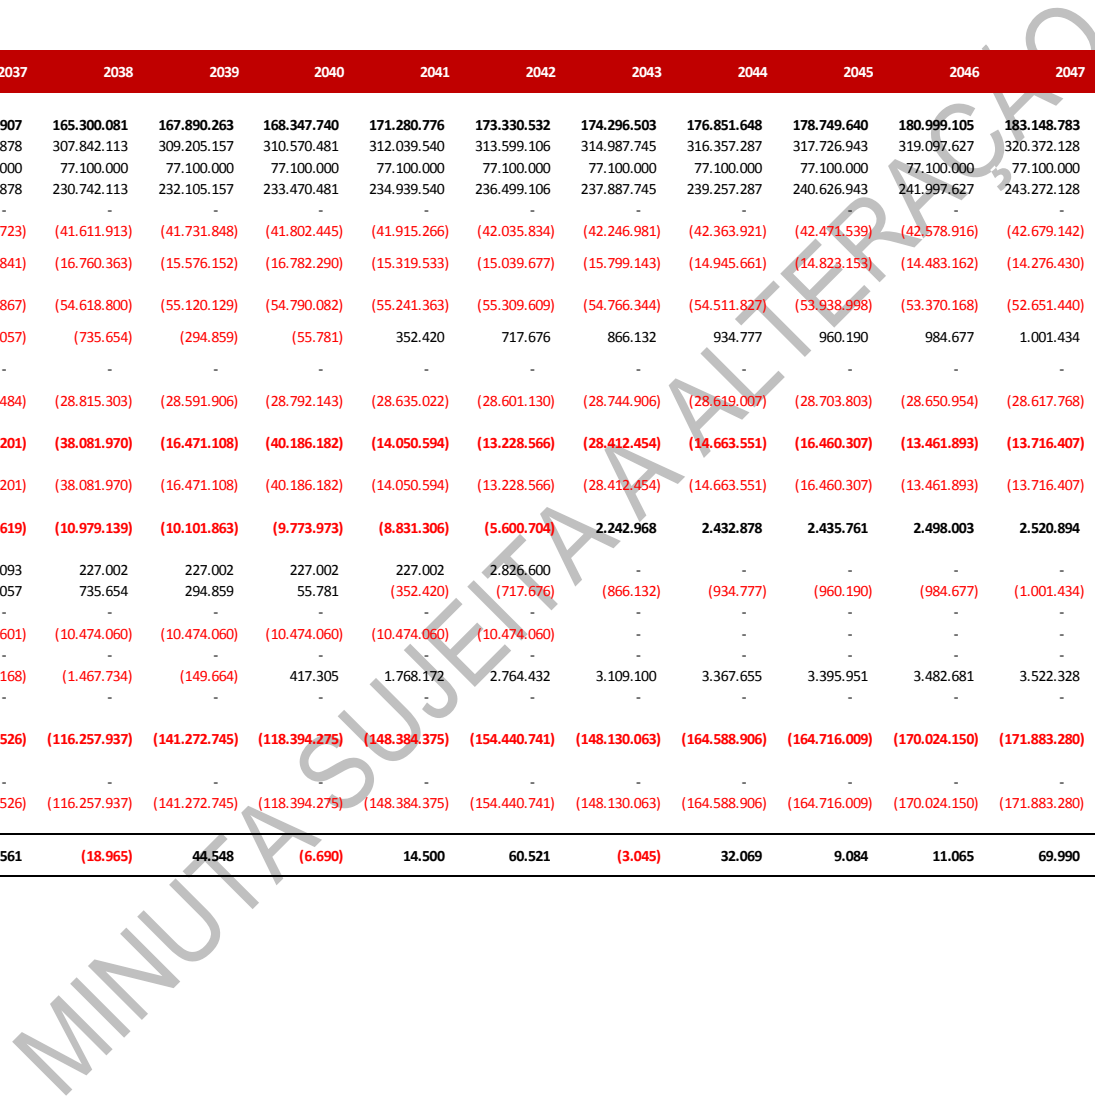 2037 2038 2039 2040 2041 2042 2043 2044 2045 2046 2047
907 165.300.081 167.890.263 168.347.740 171.280.776 173.330.532 174.296.503 176.851.648 178.749.640 180.999.105 183.148.783
878 307.842.113 309.205.157 310.570.481 312.039.540 313.599.106 314.987.745 316.357.287 317.726.943 319.097.627 320.372.128
000 77.100.000 77.100.000 77.100.000 77.100.000 77.100.000 77.100.000 77.100.000 77.100.000 77.100.000 77.100.000
878 230.742.113 232.105.157 233.470.481 234.939.540 236.499.106 237.887.745 239.257.287 240.626.943 241.997.627 243.272.128
- - - - - - - - - - -
723) (41.611.913) (41.731.848) (41.802.445) (41.915.266) (42.035.834) (42.246.981) (42.363.921) (42.471.539) (42.578.916) (42.679.142)
841) (16.760.363) (15.576.152) (16.782.290) (15.319.533) (15.039.677) (15.799.143) (14.945.661) (14.823.153) (14.483.162) (14.276.430)
867) (54.618.800) (55.120.129) (54.790.082) (55.241.363) (55.309.609) (54.766.344) (54.511.827) (53.938.998) (53.370.168) (52.651.440)
057) (735.654) (294.859) (55.781) 352.420 717.676 866.132 934.777 960.190 984.677 1.001.434
- - - - - - - - - - -
484) (28.815.303) (28.591.906) (28.792.143) (28.635.022) (28.601.130) (28.744.906) (28.619.007) (28.703.803) (28.650.954) (28.617.768)
201) (38.081.970) (16.471.108) (40.186.182) (14.050.594) (13.228.566) (28.412.454) (14.663.551) (16.460.307) (13.461.893) (13.716.407)
201) (38.081.970) (16.471.108) (40.186.182) (14.050.594) (13.228.566) (28.412.454) (14.663.551) (16.460.307) (13.461.893) (13.716.407)
619) (10.979.139) (10.101.863) (9.773.973) (8.831.306) (5.600.704) 2.242.968 2.432.878 2.435.761 2.498.003 2.520.894
093 227.002 227.002 227.002 227.002 2.826.600 - - - - -
057 735.654 294.859 55.781 (352.420) (717.676) (866.132) (934.777) (960.190) (984.677) (1.001.434)
- - - - - - - - - - -
601) (10.474.060) (10.474.060) (10.474.060) (10.474.060) (10.474.060) - - - - -
- - - - - - - - - - -
168) (1.467.734) (149.664) 417.305 1.768.172 2.764.432 3.109.100 3.367.655 3.395.951 3.482.681 3.522.328
- - - - - - - - - - -
526) (116.257.937) (141.272.745) (118.394.275) (148.384.375) (154.440.741) (148.130.063) (164.588.906) (164.716.009) (170.024.150) (171.883.280)
- - - - - - - - - - -
526) (116.257.937) (141.272.745) (118.394.275) (148.384.375) (154.440.741) (148.130.063) (164.588.906) (164.716.009) (170.024.150) (171.883.280)
561 (18.965) 44.548 (6.690) 14.500 60.521 (3.045) 32.069 9.084 11.065 69.990
MINUTA SUJEITA A ALTERAÇÃO